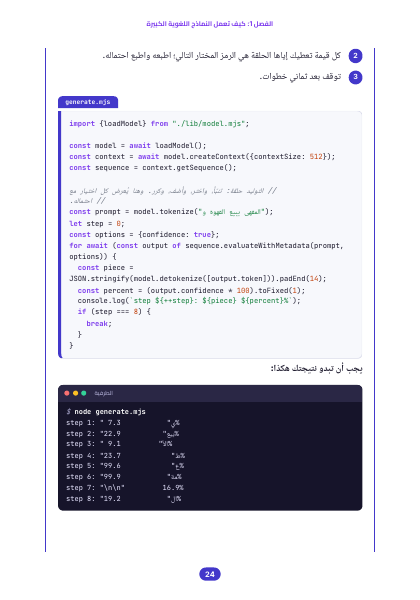 الفصل 1: كيف تعمل النماذج اللغوية الكبيرة
2 كل قيمة تعطيك إياها الحلقة هي الرمز المختار التالي؛ اطبعه واطبع احتماله.
3 توقف بعد ثماني خطوات.
generate.mjs
import {loadModel} from "./lib/model.mjs";
const model = await loadModel();
const context = await model.createContext({contextSize: 512});
const sequence = context.getSequence();
// التوليد حلقة: تنبّأ، واختر، وأضف، وكرر. وهنا يُعرض كل اختيار مع
// احتماله.
const prompt = model.tokenize("المقهى يبيع القهوة و");
let step = 0;
const options = {confidence: true};
for await (const output of sequence.evaluateWithMetadata(prompt,
options)) {
const piece =
JSON.stringify(model.detokenize([output.token])).padEnd(14);
const percent = (output.confidence * 100).toFixed(1);
console.log(`step ${++step}: ${piece} ${percent}%`);
if (step === 8) {
break;
}
}
يجب أن تبدو نتيجتك هكذا:
الطرفية
$ node generate.mjs
step 1: "
7.3%
step 2: "
22.9%
step 3: "
9.1%
step 4: "
23.7%
step 5: "
99.6%
step 6: "
99.9%
step 7: "\n\n" 16.9%
step 8: "ال" 19.2%
24